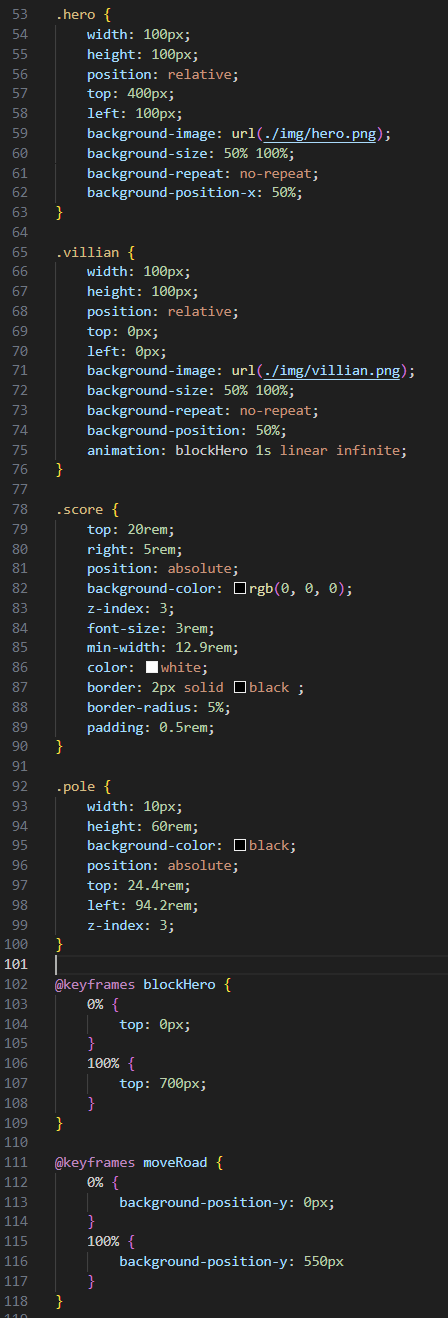 53 .hero {
54     width: 100px;
55     height: 100px;
56     position: relative;
57     top: 400px;
58     left: 100px;
59     background-image: url(./img/hero.png);
60     background-size: 50% 100%;
61     background-repeat: no-repeat;
62     background-position-x: 50%;
63 }
64
65 .villian {
66     width: 100px;
67     height: 100px;
68     position: relative;
69     top: 0px;
70     left: 0px;
71     background-image: url(./img/villian.png);
72     background-size: 50% 100%;
73     background-repeat: no-repeat;
74     background-position: 50%;
75     animation: blockHero 1s linear infinite;
76 }
77
78 .score {
79     top: 20rem;
80     right: 5rem;
81     position: absolute;
82     background-color: rgb(0, 0, 0);
83     z-index: 3;
84     font-size: 3rem;
85     min-width: 12.9rem;
86     color: white;
87     border: 2px solid black ;
88     border-radius: 5%;
89     padding: 0.5rem;
90 }
91
92 .pole {
93     width: 10px;
94     height: 60rem;
95     background-color: black;
96     position: absolute;
97     top: 24.4rem;
98     left: 94.2rem;
99     z-index: 3;
100 }
101
102 @keyframes blockHero {
103     0% {
104         top: 0px;
105     }
106     100% {
107         top: 700px;
108     }
109 }
110
111 @keyframes moveRoad {
112     0% {
113         background-position-y: 0px;
114     }
115     100% {
116         background-position-y: 550px
117     }
118 }